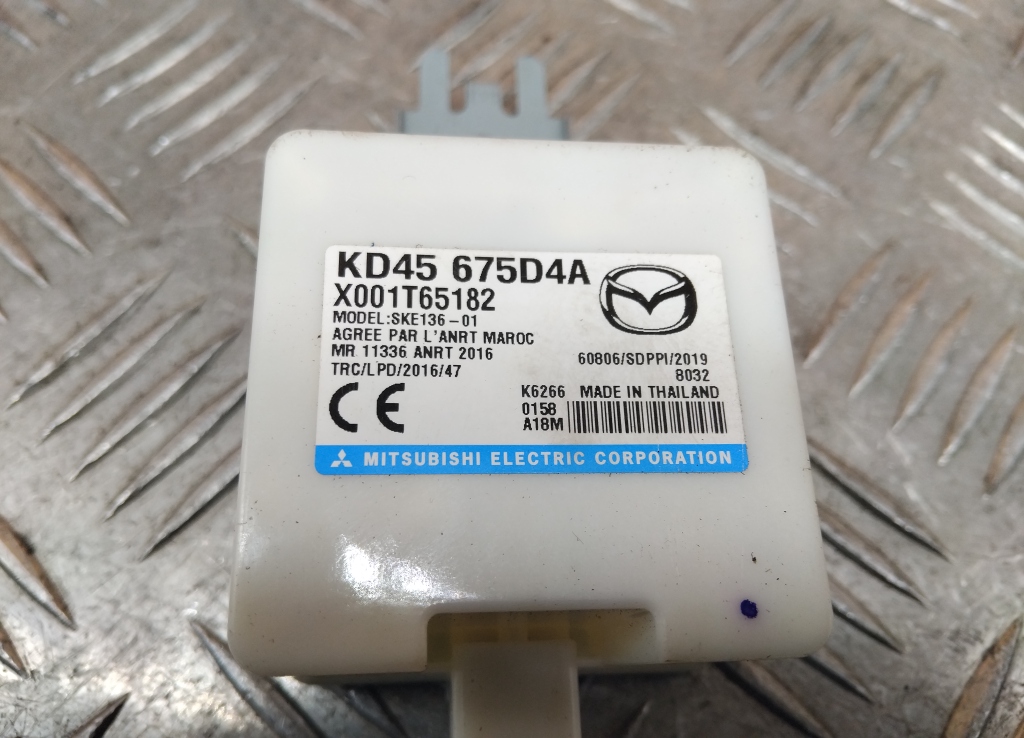 KD45 675D4A
X001T65182
MODEL:SKE136-01
AGREE PAR L'ANRT MAROC
MR 11336 ANRT 2016
TRC/LPD/2016/47
60806/SDPPI/2019
8032
K6266 MADE IN THAILAND
0158
A18M
CE
MITSUBISHI ELECTRIC CORPORATION